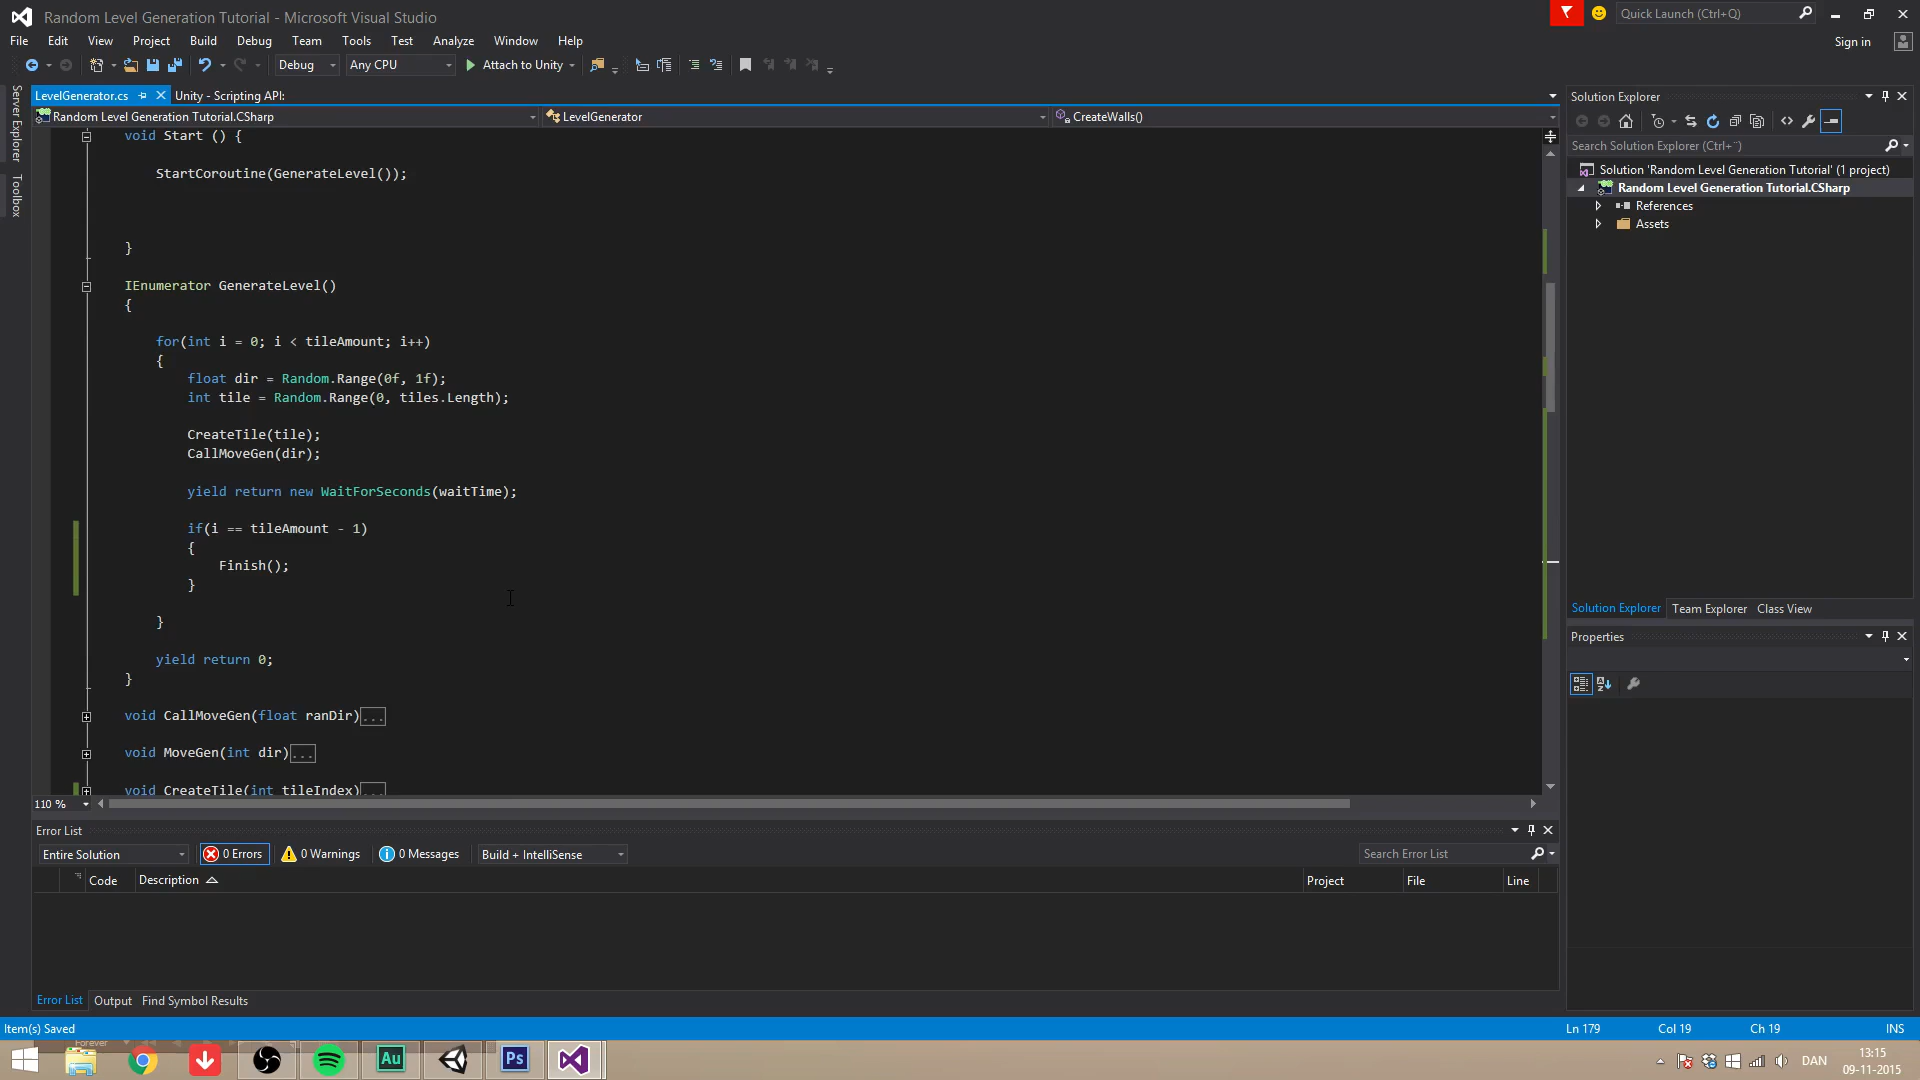 Random Level Generation Tutorial - Microsoft Visual Studio
Quick Launch (Ctrl+Q)
File Edit View Project Build Debug Team Tools Test Analyze Window Help
Sign in
Debug Any CPU Attach to Unity
Server Explorer
Toolbox
LevelGenerator.cs Unity - Scripting API:
Random Level Generation Tutorial.CSharp LevelGenerator CreateWalls()
void Start () {
StartCoroutine(GenerateLevel());
}
IEnumerator GenerateLevel()
{
for(int i = 0; i < tileAmount; i++)
{
float dir = Random.Range(0f, 1f);
int tile = Random.Range(0, tiles.Length);
CreateTile(tile);
CallMoveGen(dir);
yield return new WaitForSeconds(waitTime);
if(i == tileAmount - 1)
{
Finish();
}
}
yield return 0;
}
void CallMoveGen(float ranDir)...
void MoveGen(int dir)...
void CreateTile(int tileIndex)...
110 %
Solution Explorer
Search Solution Explorer (Ctrl+¨)
Solution 'Random Level Generation Tutorial' (1 project)
Random Level Generation Tutorial.CSharp
References
Assets
Solution Explorer Team Explorer Class View
Properties
Error List
Entire Solution 0 Errors 0 Warnings 0 Messages Build + IntelliSense Search Error List
Code Description Project File Line
Error List Output Find Symbol Results
Item(s) Saved Ln 179 Col 19 Ch 19 INS
Forever
Au Ps
DAN
13:15
09-11-2015